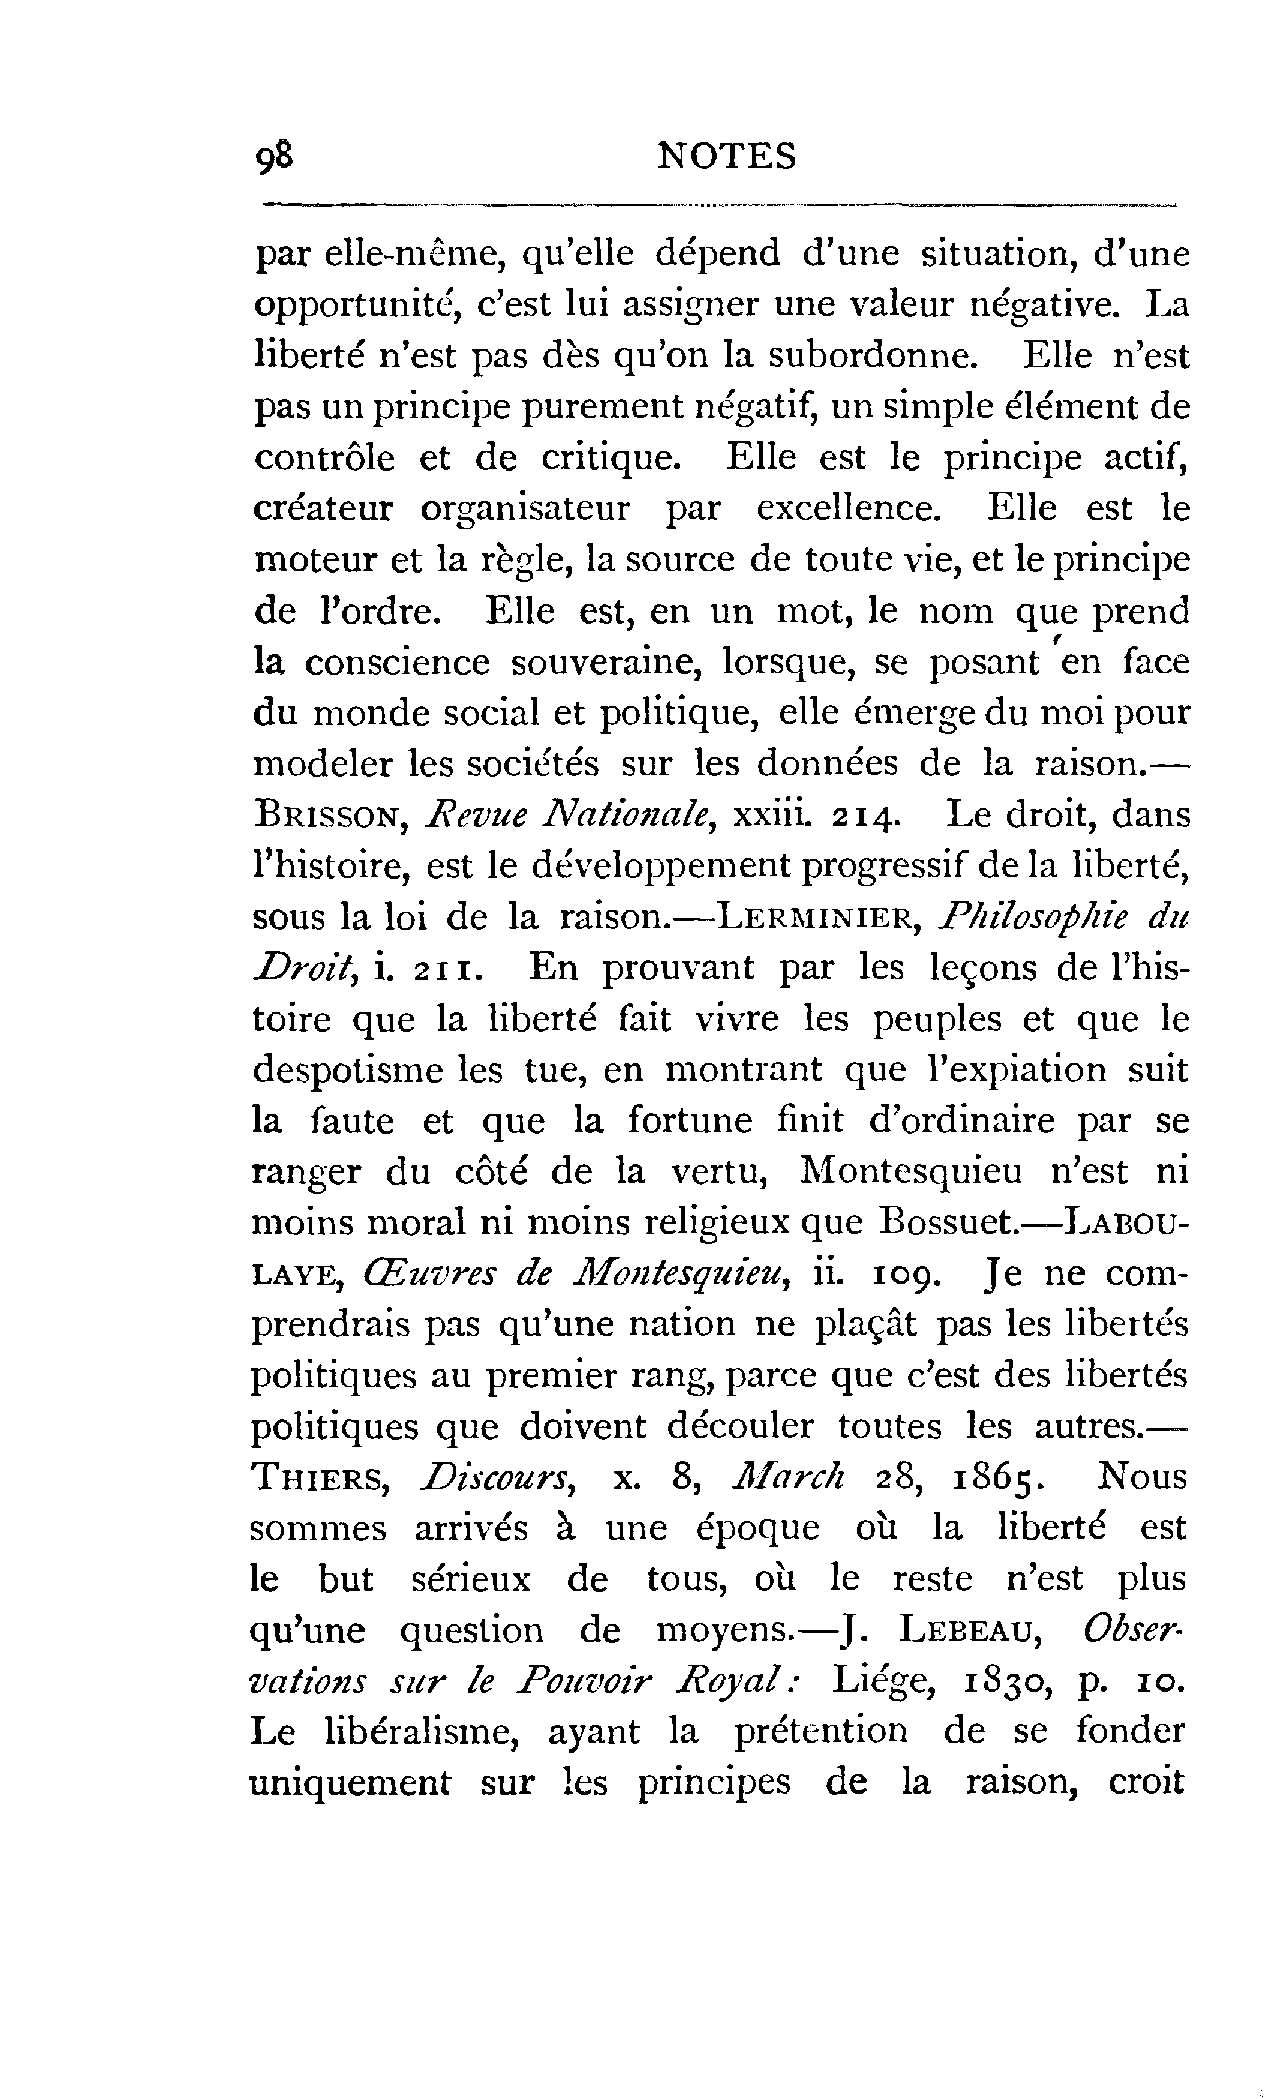 98 NOTES
par elle-même, qu'elle dépend d'une situation, d'une
opportunité, c'est lui assigner une valeur négative. La
liberté n'est pas dès qu'on la subordonne. Elle n'est
pas un principe purement négatif, un simple élément de
contrôle et de critique. Elle est le principe actif,
créateur organisateur par excellence. Elle est le
moteur et la règle, la source de toute vie, et le principe
de l'ordre. Elle est, en un mot, le nom que prend
la conscience souveraine, lorsque, se posant en face
du monde social et politique, elle émerge du moi pour
modeler les sociétés sur les données de la raison.—
BRISSON, Revue Nationale, xxiii. 214. Le droit, dans
l'histoire, est le développement progressif de la liberté,
sous la loi de la raison.—LERMINIER, Philosophie du
Droit, i. 211. En prouvant par les leçons de l'his-
toire que la liberté fait vivre les peuples et que le
despotisme les tue, en montrant que l'expiation suit
la faute et que la fortune finit d'ordinaire par se
ranger du côté de la vertu, Montesquieu n'est ni
moins moral ni moins religieux que Bossuet.—LABOU-
LAYE, Œuvres de Montesquieu, ii. 109. Je ne com-
prendrais pas qu'une nation ne plaçât pas les libertés
politiques au premier rang, parce que c'est des libertés
politiques que doivent découler toutes les autres.—
THIERS, Discours, x. 8, March 28, 1865. Nous
sommes arrivés à une époque où la liberté est
le but sérieux de tous, où le reste n'est plus
qu'une question de moyens.—J. LEBEAU, Obser-
vations sur le Pouvoir Royal: Liége, 1830, p. 10.
Le libéralisme, ayant la prétention de se fonder
uniquement sur les principes de la raison, croit